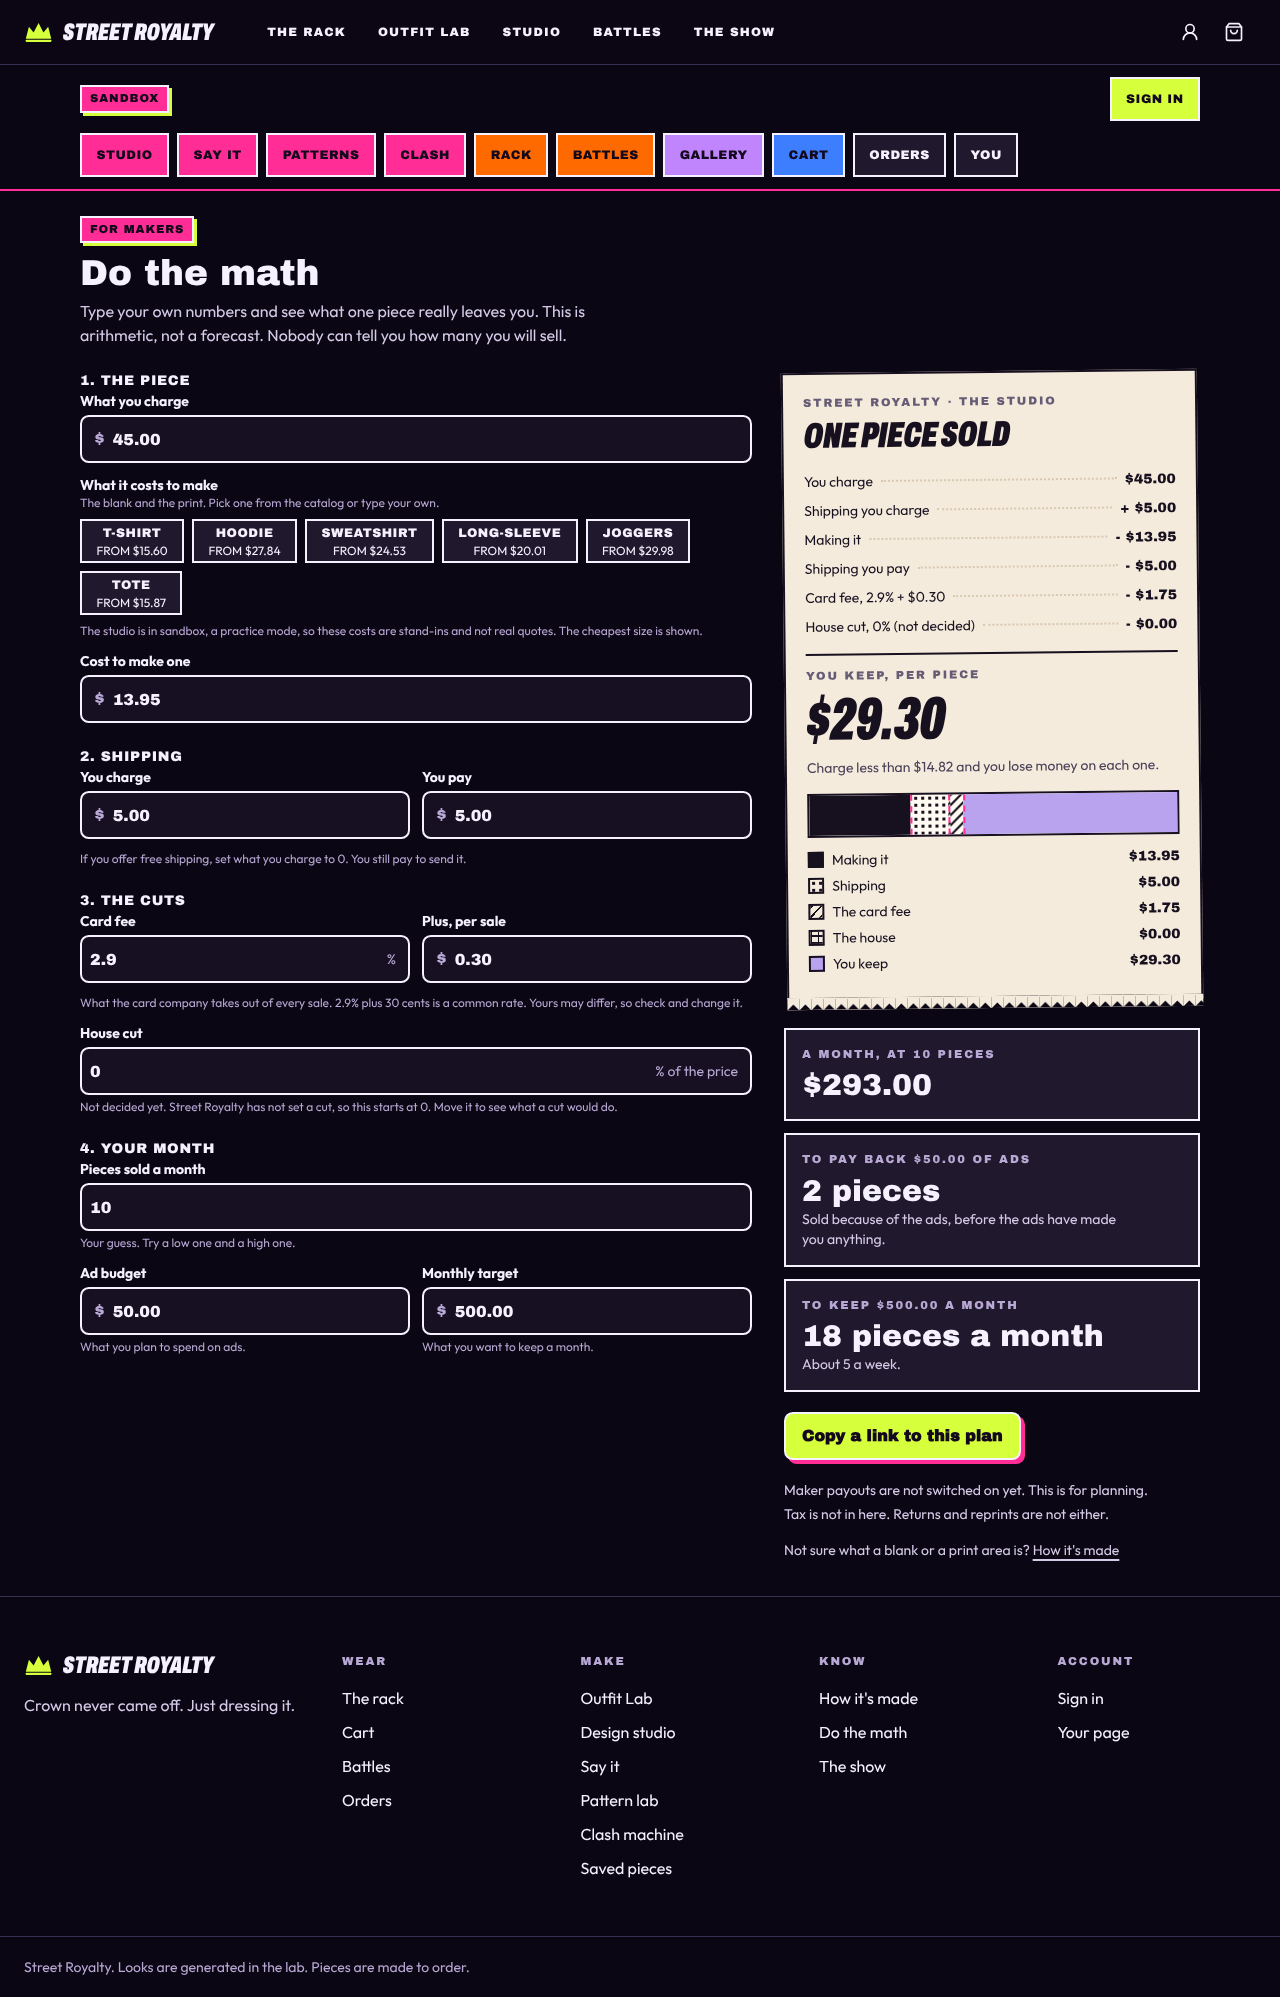 STREET ROYALTY
THE RACK
OUTFIT LAB
STUDIO
BATTLES
THE SHOW
SANDBOX
SIGN IN
STUDIO
SAY IT
PATTERNS
CLASH
RACK
BATTLES
GALLERY
CART
ORDERS
YOU
FOR MAKERS
Do the math
Type your own numbers and see what one piece really leaves you. This is
arithmetic, not a forecast. Nobody can tell you how many you will sell.
1. THE PIECE
What you charge
$ 45.00
What it costs to make
The blank and the print. Pick one from the catalog or type your own.
T-SHIRT
FROM $15.60
HOODIE
FROM $27.84
SWEATSHIRT
FROM $24.53
LONG-SLEEVE
FROM $20.01
JOGGERS
FROM $29.98
TOTE
FROM $15.87
The studio is in sandbox, a practice mode, so these costs are stand-ins and not real quotes. The cheapest size is shown.
Cost to make one
$ 13.95
2. SHIPPING
You charge
$ 5.00
You pay
$ 5.00
If you offer free shipping, set what you charge to 0. You still pay to send it.
3. THE CUTS
Card fee
2.9 %
Plus, per sale
$ 0.30
What the card company takes out of every sale. 2.9% plus 30 cents is a common rate. Yours may differ, so check and change it.
House cut
0 % of the price
Not decided yet. Street Royalty has not set a cut, so this starts at 0. Move it to see what a cut would do.
4. YOUR MONTH
Pieces sold a month
10
Your guess. Try a low one and a high one.
Ad budget
$ 50.00
What you plan to spend on ads.
Monthly target
$ 500.00
What you want to keep a month.
STREET ROYALTY · THE STUDIO
ONE PIECE SOLD
You charge $45.00
Shipping you charge + $5.00
Making it - $13.95
Shipping you pay - $5.00
Card fee, 2.9% + $0.30 - $1.75
House cut, 0% (not decided) - $0.00
YOU KEEP, PER PIECE
$29.30
Charge less than $14.82 and you lose money on each one.
Making it $13.95
Shipping $5.00
The card fee $1.75
The house $0.00
You keep $29.30
A MONTH, AT 10 PIECES
$293.00
TO PAY BACK $50.00 OF ADS
2 pieces
Sold because of the ads, before the ads have made
you anything.
TO KEEP $500.00 A MONTH
18 pieces a month
About 5 a week.
Copy a link to this plan
Maker payouts are not switched on yet. This is for planning.
Tax is not in here. Returns and reprints are not either.
Not sure what a blank or a print area is? How it's made
STREET ROYALTY
Crown never came off. Just dressing it.
WEAR
The rack
Cart
Battles
Orders
MAKE
Outfit Lab
Design studio
Say it
Pattern lab
Clash machine
Saved pieces
KNOW
How it's made
Do the math
The show
ACCOUNT
Sign in
Your page
Street Royalty. Looks are generated in the lab. Pieces are made to order.